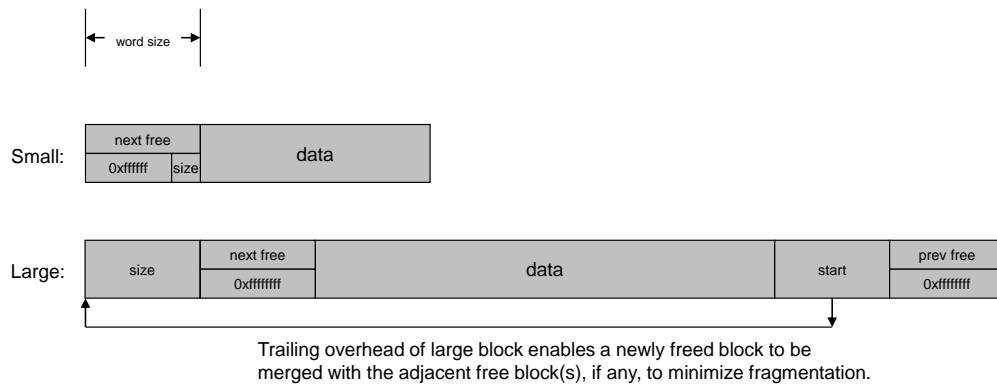 word size
next free
Small:
data
0xffffff
size
next free
prev free
Large:
size
data
start
0xffffffff
0xffffffff
Trailing overhead of large block enables a newly freed block to be
merged with the adjacent free block(s), if any, to minimize fragmentation.